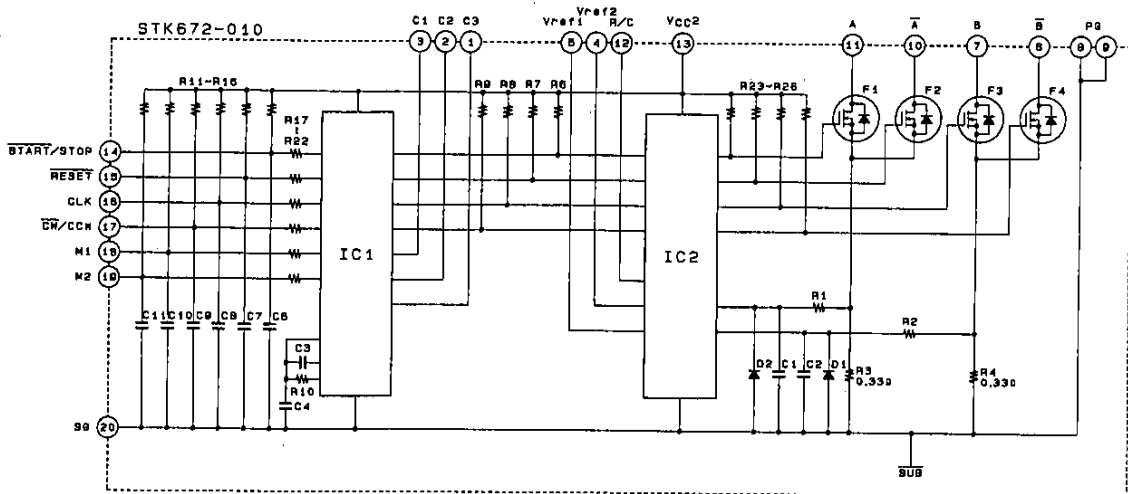 STK672-010
C1 C2 C3
Vref1 Vref2 R/C
VCC2
A A B B PG
3 2 1 5 4 12 13 11 10 7 6 8 9
R11~R16
R9 R8 R7 R6
R23~R26
F1 F2 F3 F4
R17
~
R22
START/STOP 14
RESET 15
CLK 16
CW/CCW 17
M1 18
M2 19
IC1
IC2
R1
R2
C11 C10 C9 C8 C7 C6
C3
R10
C4
D2 C1 C2 D1
R3
0.33Ω
R4
0.33Ω
SG 20
SUB